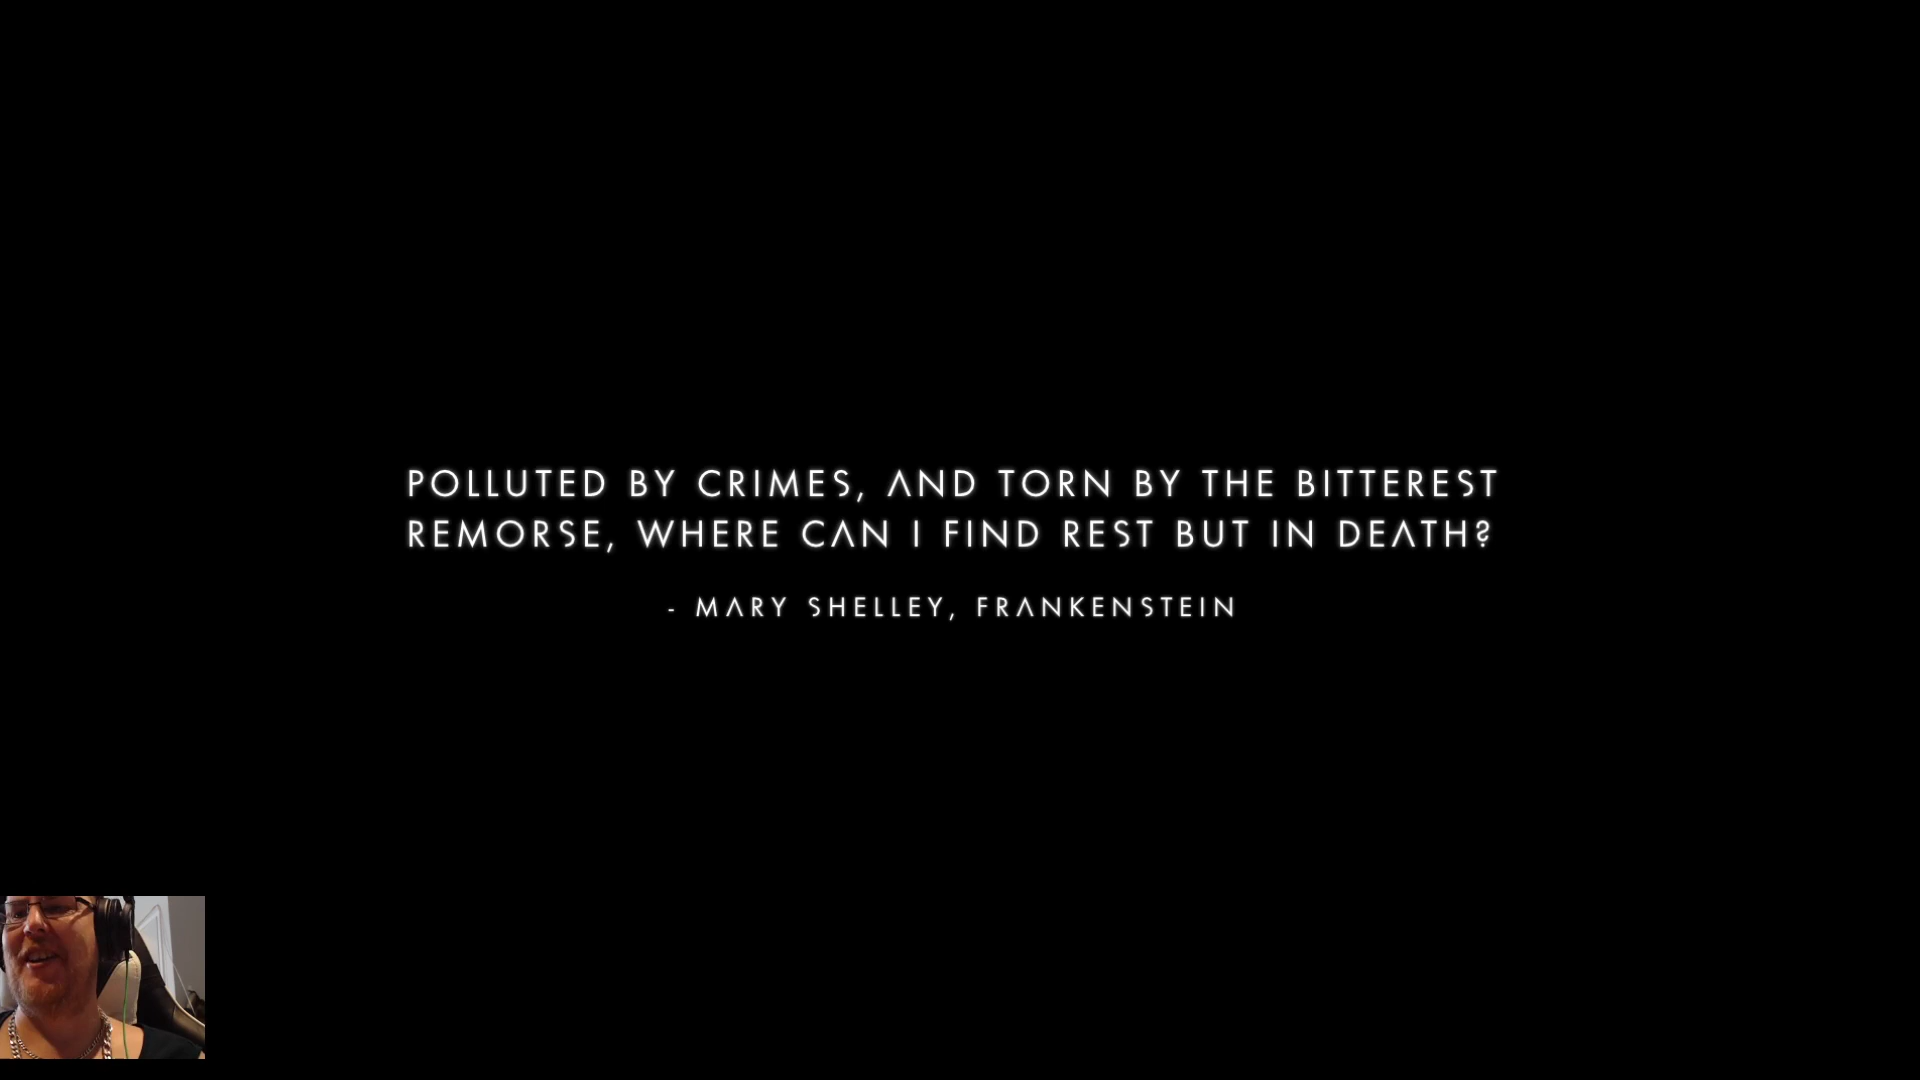 POLLUTED BY CRIMES, AND TORN BY THE BITTEREST
REMORSE, WHERE CAN I FIND REST BUT IN DEATH?
- MARY SHELLEY, FRANKENSTEIN